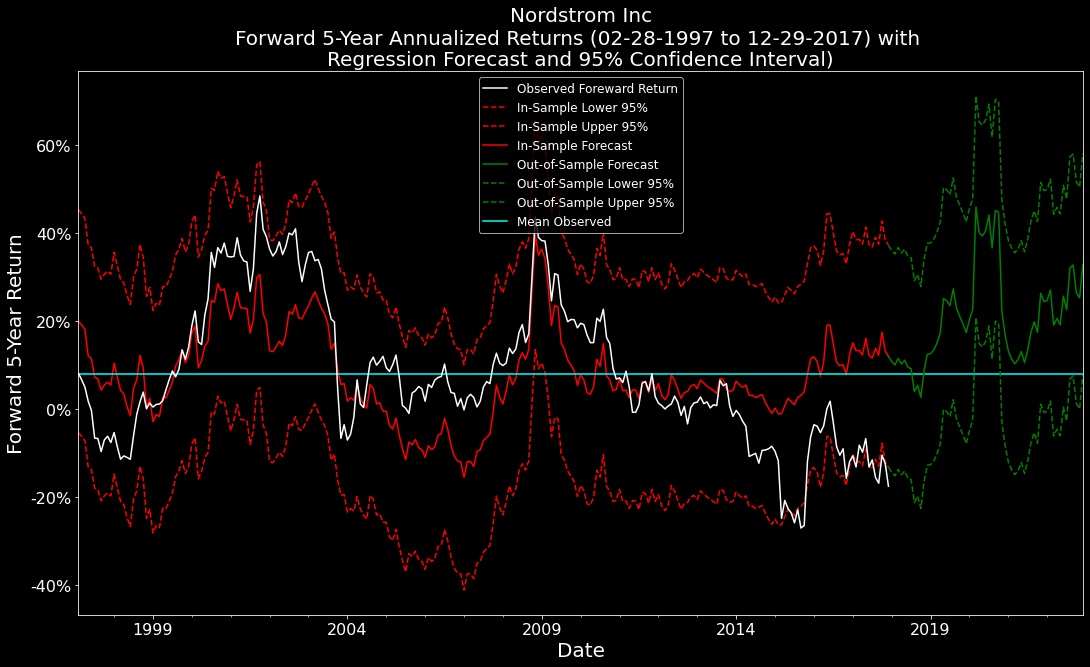 Nordstrom Inc
Forward 5-Year Annualized Returns (02-28-1997 to 12-29-2017) with
Regression Forecast and 95% Confidence Interval)
Observed Foreward Return
In-Sample Lower 95%
In-Sample Upper 95%
In-Sample Forecast
Out-of-Sample Forecast
Out-of-Sample Lower 95%
Out-of-Sample Upper 95%
Mean Observed
Forward 5-Year Return
60%
40%
20%
0%
-20%
-40%
1999
2004
2009
2014
2019
Date